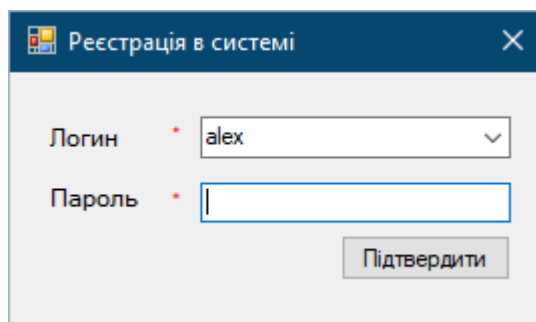 Реєстрація в системі
Логин * alex
Пароль *
Підтвердити